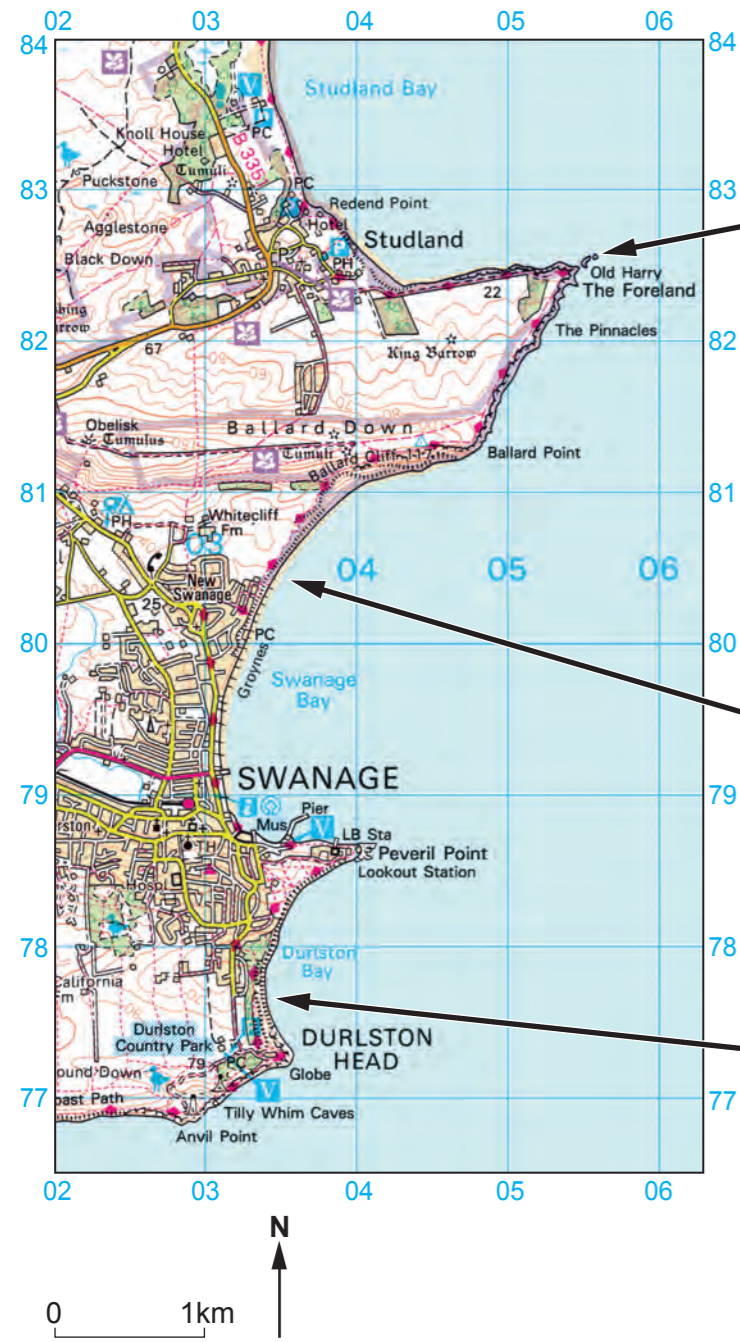 02 03 04 05 06
84 84
Studland Bay
V
Knoll House
Hotel
PC
Tumuli
B 3351
Puckstone
83 83
PC
Redend Point
Hotel
Agglestone
Studland
P
PH
Black Down
Old Harry
The Foreland
22
The Pinnacles
82 82
67
King Barrow
Obelisk
Tumulus
Ballard Down
Tumuli
Ballard Cliff 117
Ballard Point
81 81
PH
Whitecliff
Fm
03 04 05 06
New
Swanage
25
80 80
PC
Groynes
Swanage
Bay
SWANAGE
79 79
i
Mus
Pier
V
LB Sta
TH
Peveril Point
Lookout Station
Hospl
78 78
Durlston
Bay
California
Durlston
Country Park
DURLSTON
HEAD
79
PC
Globe
77 77
V
Tilly Whim Caves
Anvil Point
02 03 04 05 06
N
0 1km